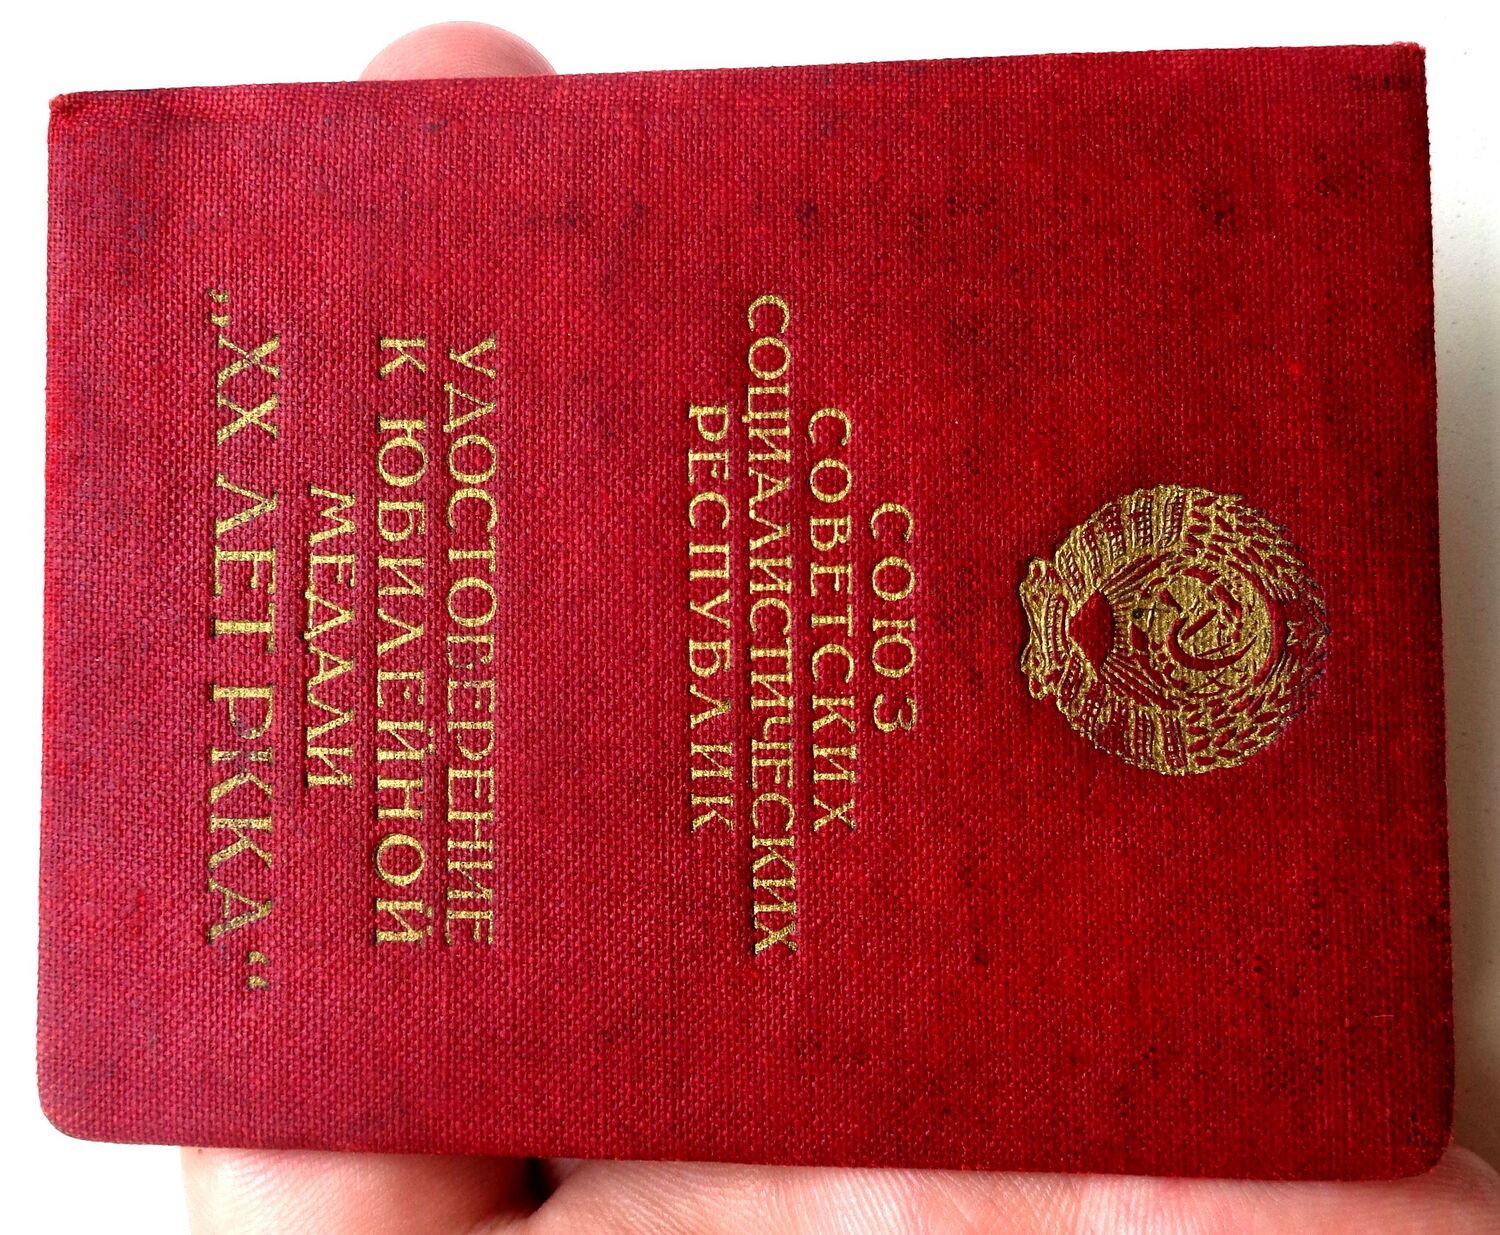 СОЮЗ
СОВЕТСКИХ
СОЦИАЛИСТИЧЕСКИХ
РЕСПУБЛИК
УДОСТОВЕРЕНИЕ
К ЮБИЛЕЙНОЙ
МЕДАЛИ
„XX ЛЕТ РККА“